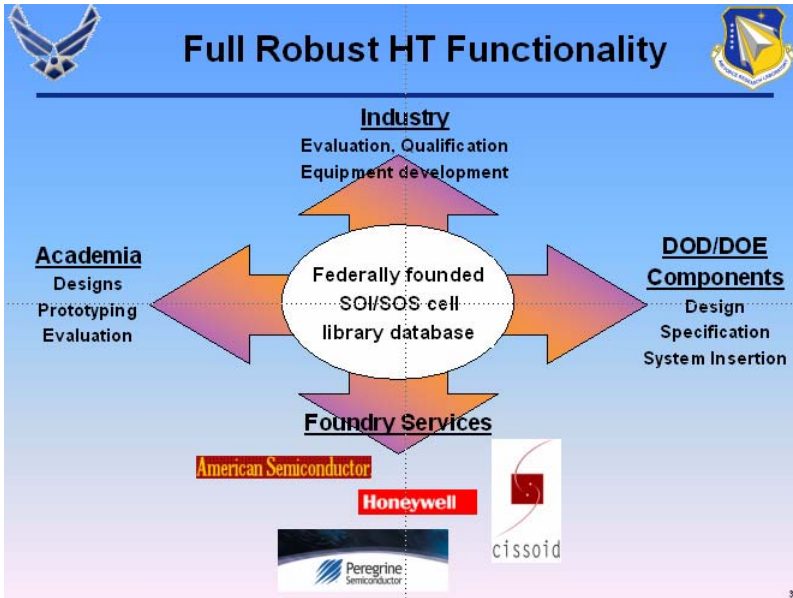 Full Robust HT Functionality
Industry
Evaluation, Qualification
Equipment development
Academia
Designs
Prototyping
Evaluation
Federally founded
SOI/SOS cell
library database
DOD/DOE
Components
Design
Specification
System Insertion
Foundry Services
American Semiconductor
Honeywell
cissoid
Peregrine
Semiconductor